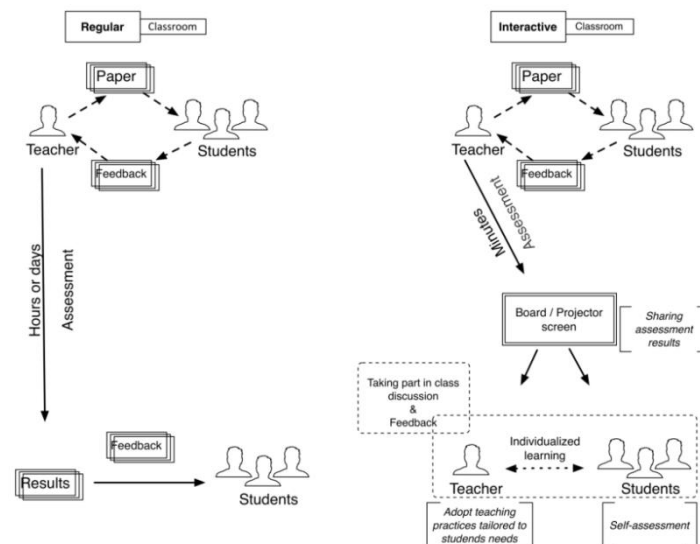 Regular
Classroom
Paper
Teacher
Students
Feedback
Hours or days
Assessment
Feedback
Results
Students
Interactive
Classroom
Paper
Teacher
Students
Feedback
Minutes
Assessment
Board / Projector
screen
Sharing
assessment
results
Taking part in class
discussion
&
Feedback
Individualized
learning
Teacher
Students
Adopt teaching
practices tailored to
studends needs
Self-assessment